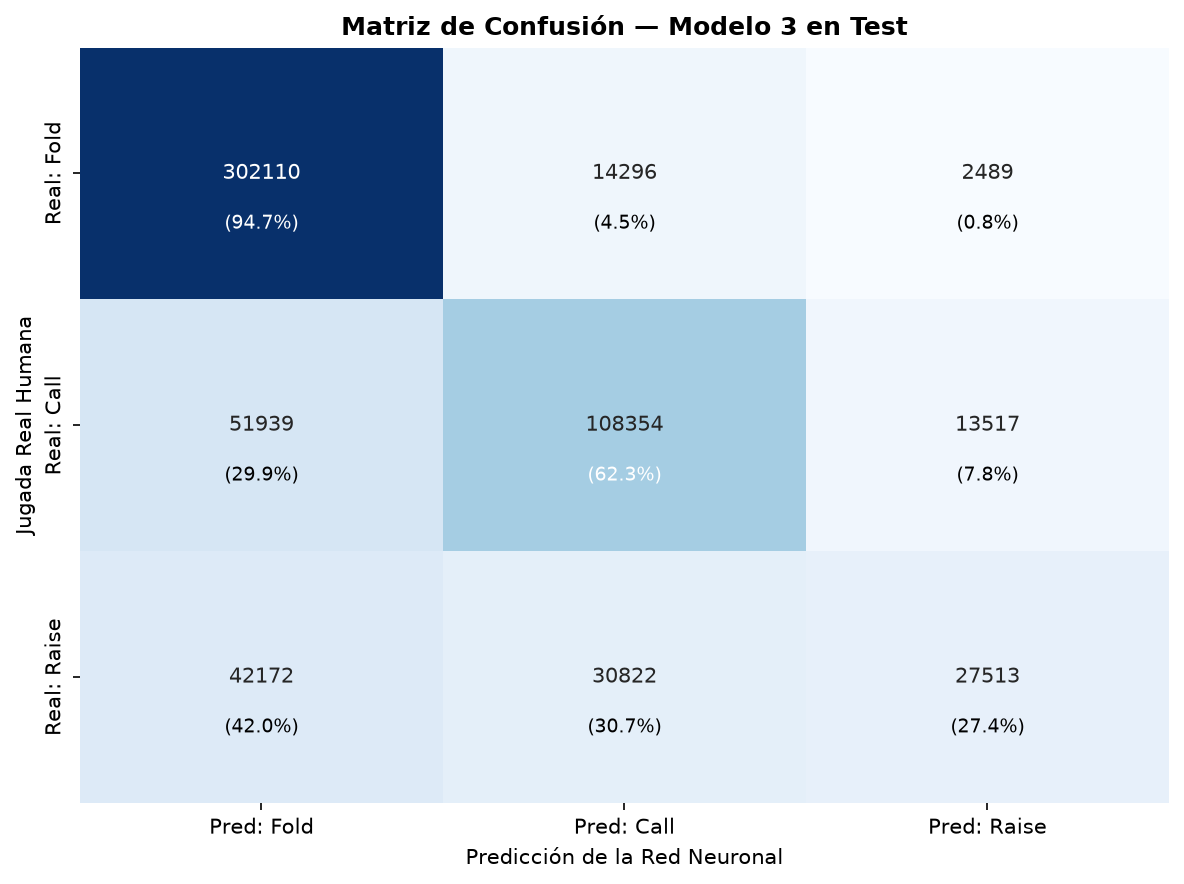 Matriz de Confusión — Modelo 3 en Test
Jugada Real Humana
Real: Fold
302110
14296
2489
(94.7%)
(4.5%)
(0.8%)
Real: Call
51939
108354
13517
(29.9%)
(62.3%)
(7.8%)
Real: Raise
42172
30822
27513
(42.0%)
(30.7%)
(27.4%)
Pred: Fold
Pred: Call
Pred: Raise
Predicción de la Red Neuronal